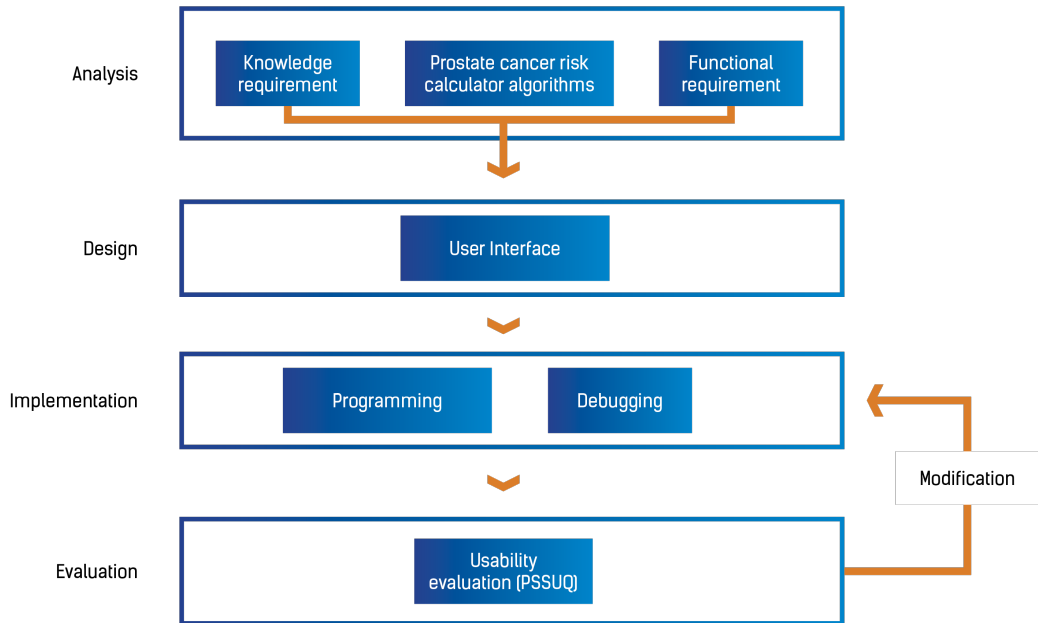 Analysis
Knowledge
requirement
Prostate cancer risk
calculator algorithms
Functional
requirement
Design
User Interface
Implementation
Programming
Debugging
Modification
Evaluation
Usability
evaluation (PSSUQ)